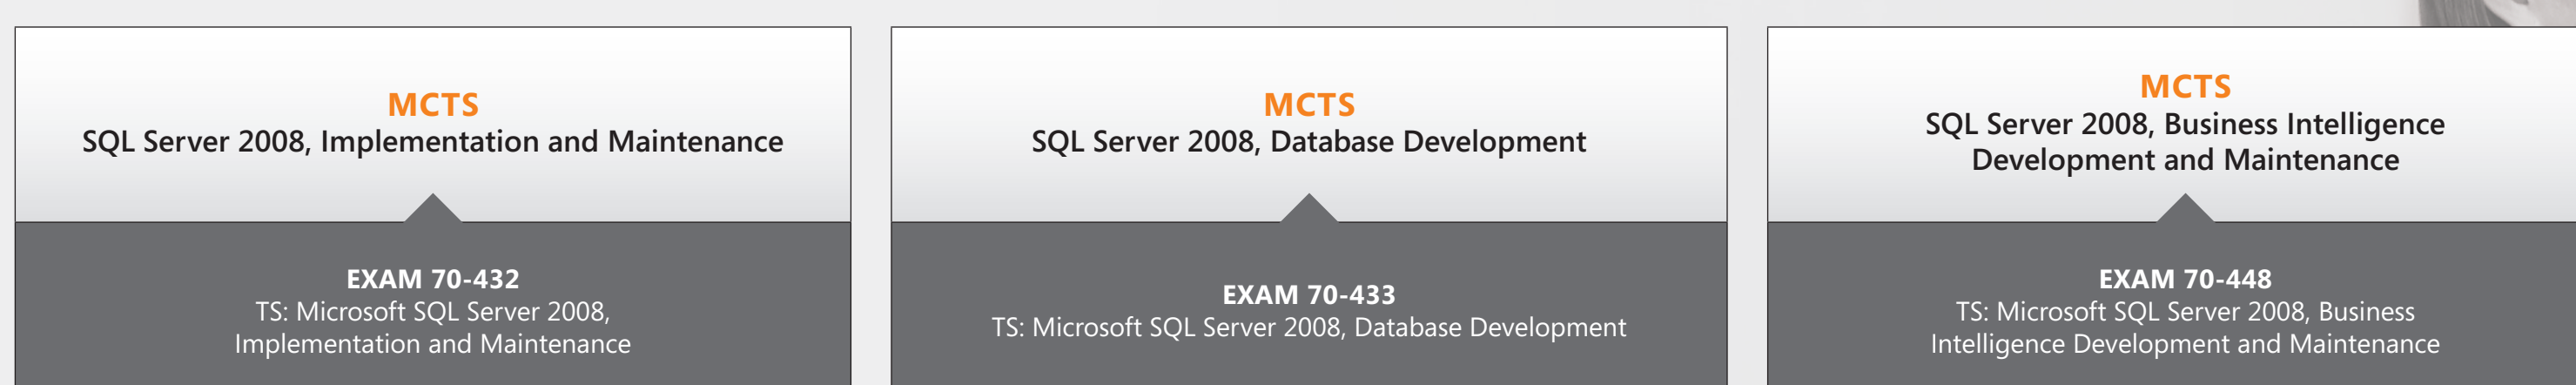 MCTS
SQL Server 2008, Implementation and Maintenance
EXAM 70-432
TS: Microsoft SQL Server 2008,
Implementation and Maintenance
MCTS
SQL Server 2008, Database Development
EXAM 70-433
TS: Microsoft SQL Server 2008, Database Development
MCTS
SQL Server 2008, Business Intelligence
Development and Maintenance
EXAM 70-448
TS: Microsoft SQL Server 2008, Business
Intelligence Development and Maintenance